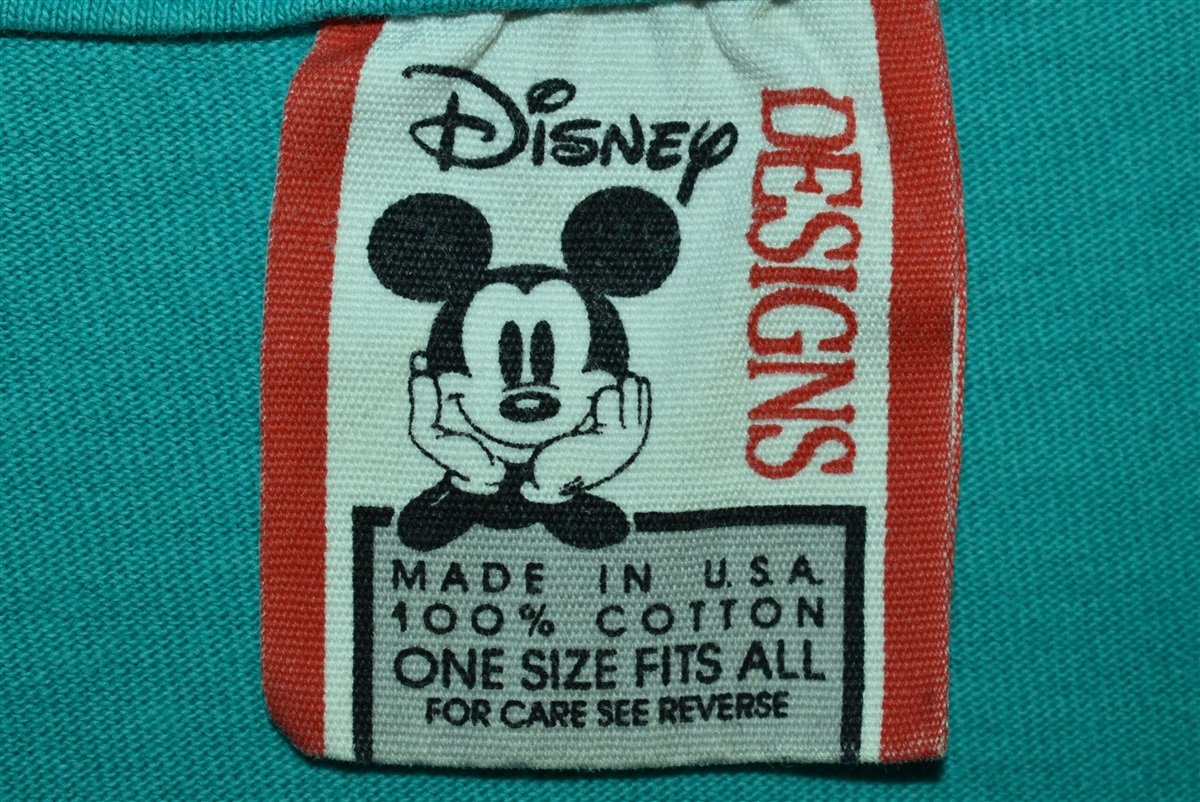 Disney
DESIGNS
MADE IN U.S.A.
100% COTTON
ONE SIZE FITS ALL
FOR CARE SEE REVERSE